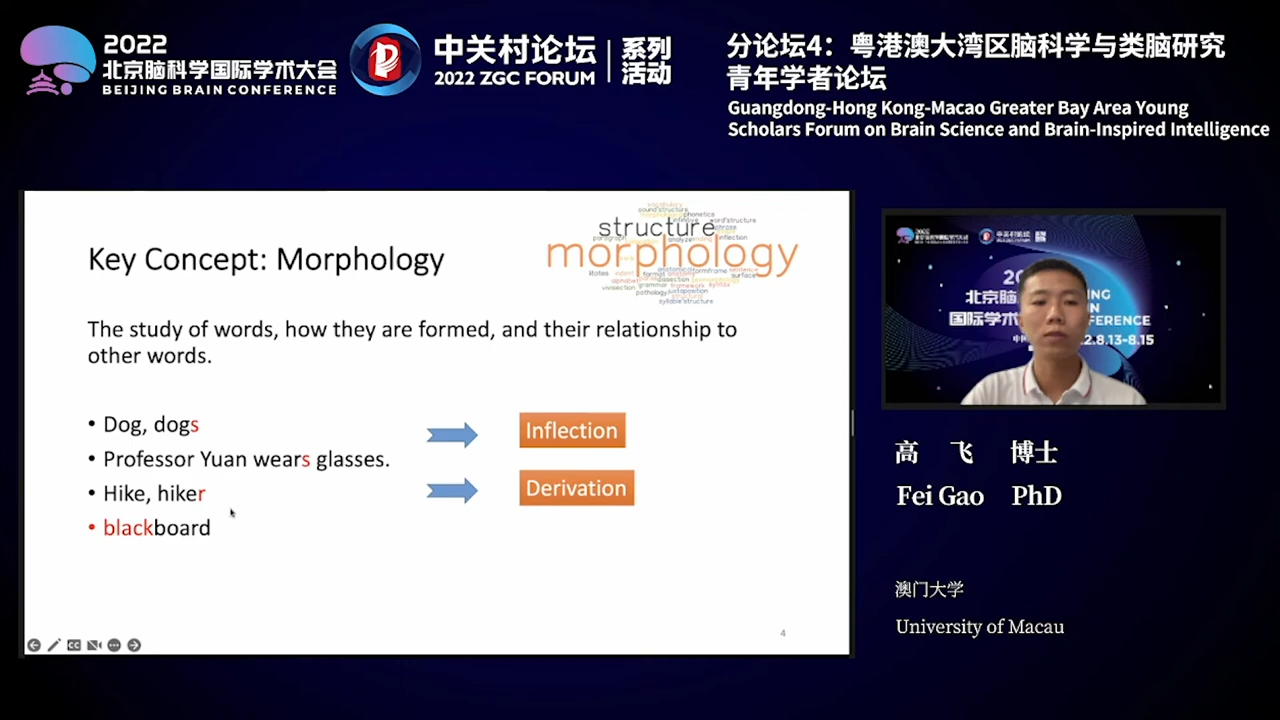 2022
北京脑科学国际学术大会
BEIJING BRAIN CONFERENCE
中关村论坛
2022 ZGC FORUM
系列
活动
分论坛4：粤港澳大湾区脑科学与类脑研究
青年学者论坛
Guangdong-Hong Kong-Macao Greater Bay Area Young
Scholars Forum on Brain Science and Brain-Inspired Intelligence
Key Concept: Morphology
structure
morphology
The study of words, how they are formed, and their relationship to
other words.
• Dog, dogs
• Professor Yuan wears glasses.
• Hike, hiker
• blackboard
Inflection
Derivation
4
高 飞 博士
Fei Gao PhD
澳门大学
University of Macau